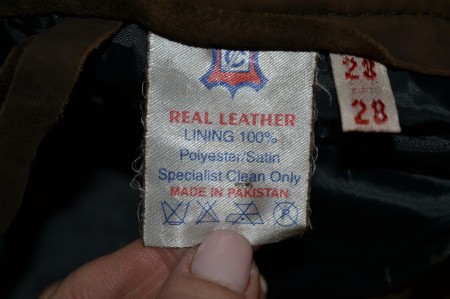 REAL LEATHER
LINING 100%
Polyester/Satin
Specialist Clean Only
MADE IN PAKISTAN
28
28